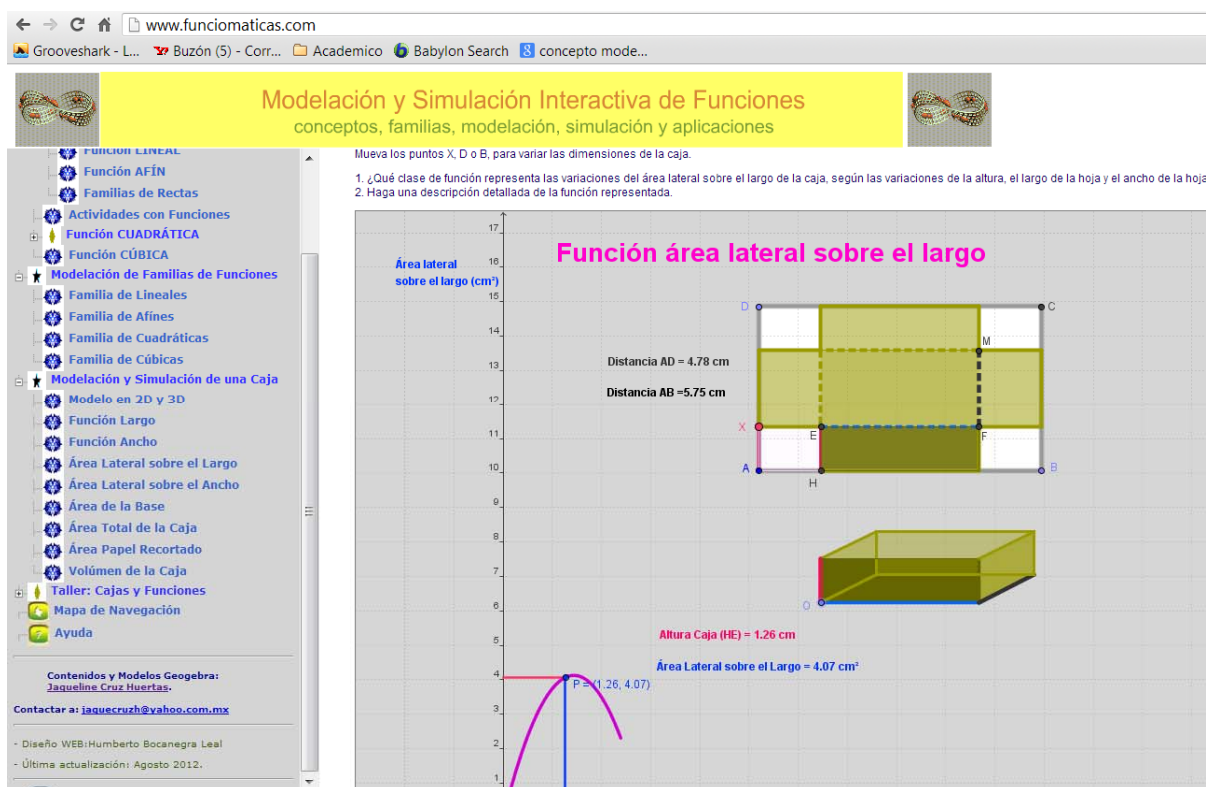 www.funciomaticas.com
Grooveshark - L... Buzón (5) - Corr... Academico Babylon Search concepto mode...
Modelación y Simulación Interactiva de Funciones
conceptos, familias, modelación, simulación y aplicaciones
Función LINEAL
Función AFÍN
Familias de Rectas
Actividades con Funciones
Función CUADRÁTICA
Función CÚBICA
Modelación de Familias de Funciones
Familia de Lineales
Familia de Afínes
Familia de Cuadráticas
Familia de Cúbicas
Modelación y Simulación de una Caja
Modelo en 2D y 3D
Función Largo
Función Ancho
Área Lateral sobre el Largo
Área Lateral sobre el Ancho
Área de la Base
Área Total de la Caja
Área Papel Recortado
Volúmen de la Caja
Taller: Cajas y Funciones
Mapa de Navegación
Ayuda
Contenidos y Modelos Geogebra:
Jaqueline Cruz Huertas.
Contactar a: jaquecruzh@yahoo.com.mx
- Diseño WEB:Humberto Bocanegra Leal
- Última actualización: Agosto 2012.
Mueva los puntos X, D o B, para variar las dimensiones de la caja.
1. ¿Qué clase de función representa las variaciones del área lateral sobre el largo de la caja, según las variaciones de la altura, el largo de la hoja y el ancho de la hoja
2. Haga una descripción detallada de la función representada.
Función área lateral sobre el largo
Área lateral
sobre el largo (cm²)
17
16
15
14
13
12
11
10
9
8
7
6
5
4
3
2
1
D
C
M
Distancia AD = 4.78 cm
Distancia AB =5.75 cm
X
E
F
A
B
H
O
Altura Caja (HE) = 1.26 cm
Área Lateral sobre el Largo = 4.07 cm²
P = (1.26, 4.07)